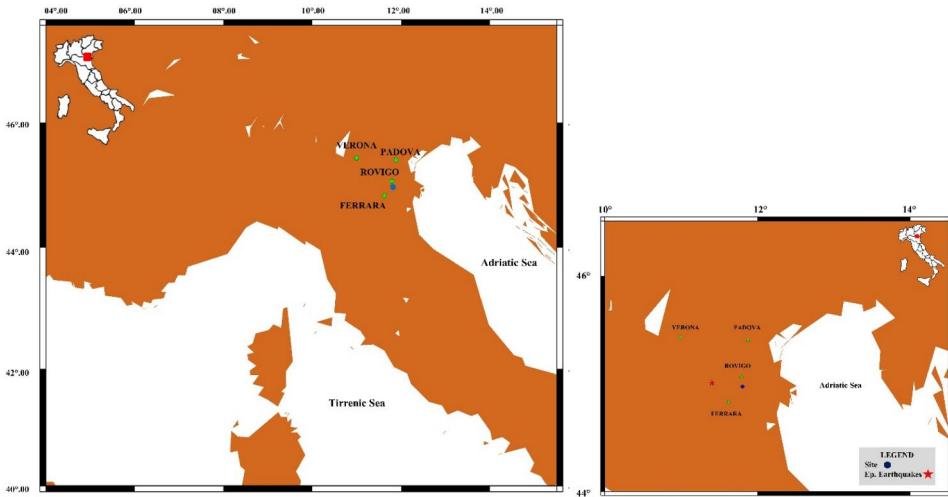 04°.00 06°.00 08°.00 10°.00 12°.00 14°.00
46°.00
44°.00
42°.00
40°.00
VERONA
PADOVA
ROVIGO
FERRARA
Adriatic Sea
Tirrenic Sea
10° 12° 14°
46°
44°
VERONA
PADOVA
ROVIGO
FERRARA
Adriatic Sea
LEGEND
Site
Ep. Earthquakes